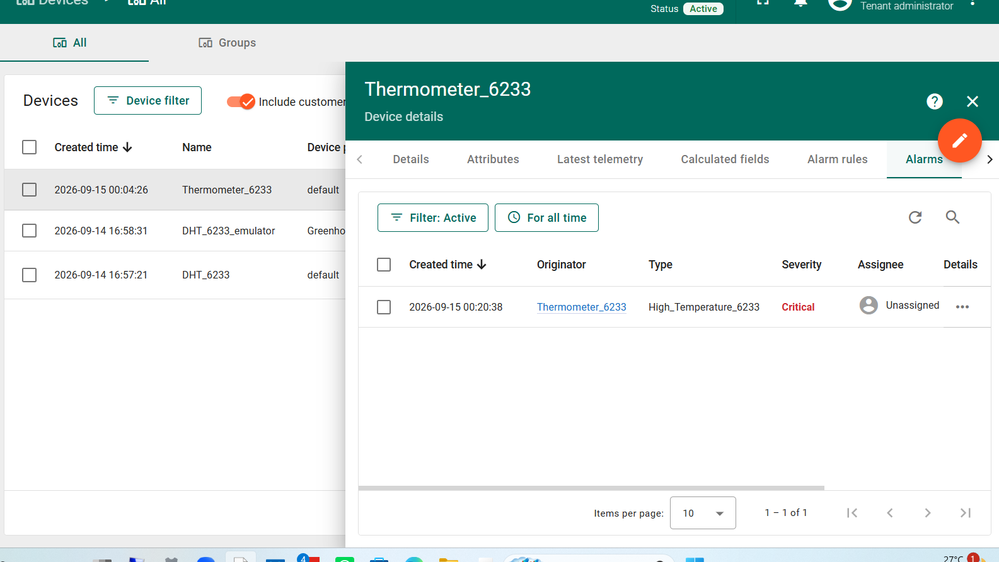 Devices > All
Status Active
Tenant administrator
All
Groups
Devices
Device filter
Include customer
Created time
Name
Device p
2026-09-15 00:04:26
Thermometer_6233
default
2026-09-14 16:58:31
DHT_6233_emulator
Greenho
2026-09-14 16:57:21
DHT_6233
default
Thermometer_6233
Device details
Details
Attributes
Latest telemetry
Calculated fields
Alarm rules
Alarms
Filter: Active
For all time
Created time
Originator
Type
Severity
Assignee
Details
2026-09-15 00:20:38
Thermometer_6233
High_Temperature_6233
Critical
Unassigned
Items per page:
10
1 – 1 of 1
4
27°C
1